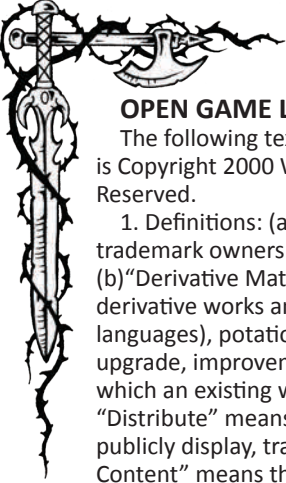 OPEN GAME L
The following te
is Copyright 2000 W
Reserved.
1. Definitions: (a
trademark owners
(b)“Derivative Mat
derivative works ar
languages), potatio
upgrade, improven
which an existing w
“Distribute” means
publicly display, tra
Content” means th